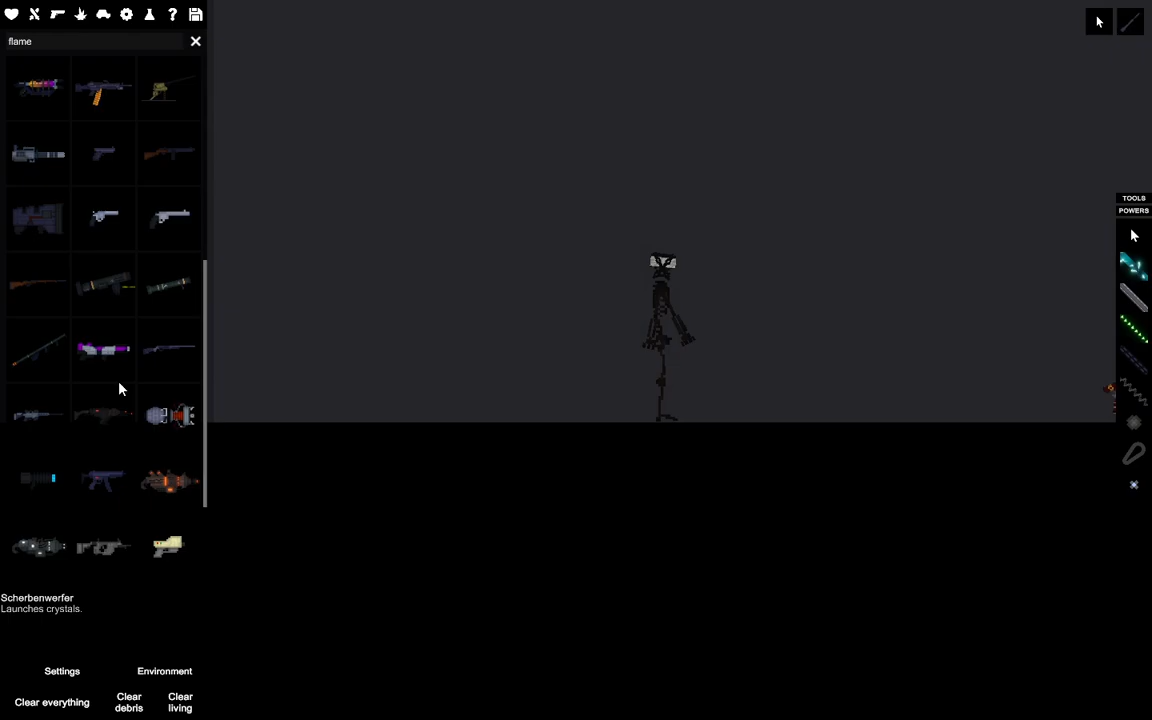 flame
TOOLS
POWERS
Scherbenwerfer
Launches crystals.
Settings
Environment
Clear everything
Clear
debris
Clear
living